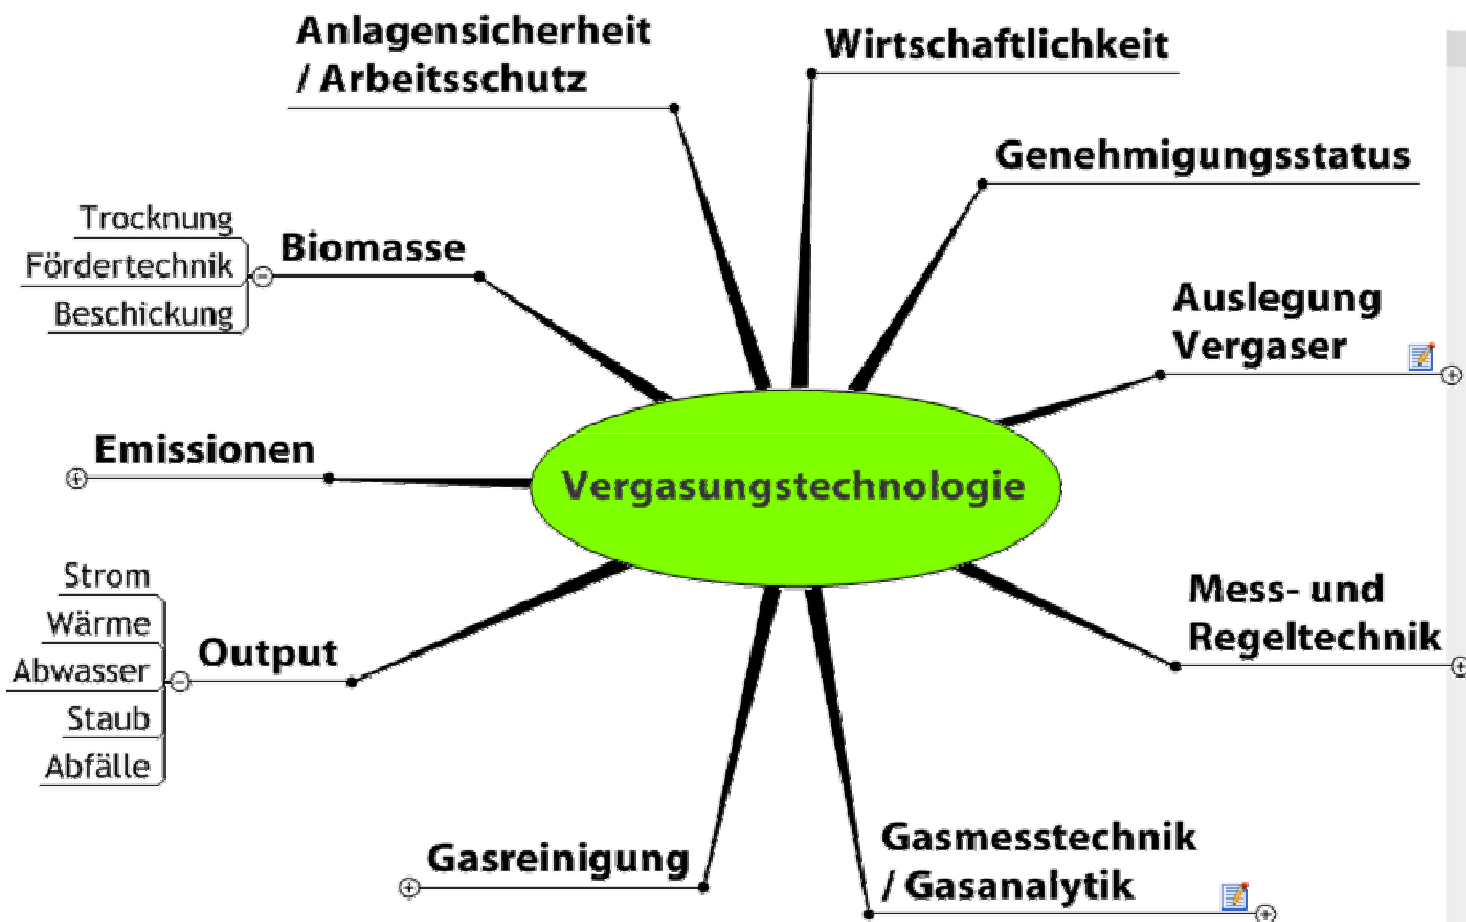 Anlagensicherheit
/ Arbeitsschutz
Wirtschaftlichkeit
Genehmigungsstatus
Trocknung
Fördertechnik
Beschickung
Biomasse
Auslegung
Vergaser
Emissionen
Vergasungstechnologie
Strom
Wärme
Abwasser
Staub
Abfälle
Output
Mess- und
Regeltechnik
Gasreinigung
Gasmesstechnik
/ Gasanalytik